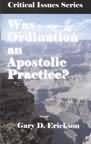 Critical Issues Series
Was
Ordination
an
Apostolic
Practice?
Gary D. Erickson